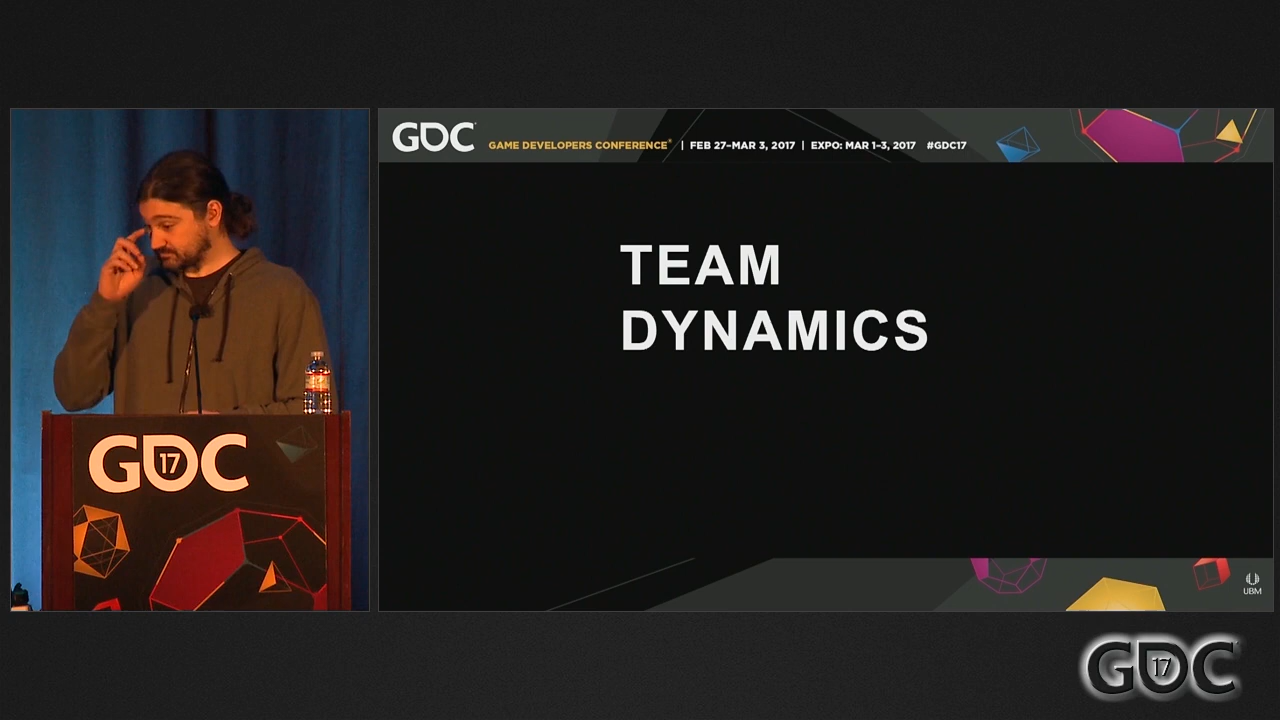 GDC
GAME DEVELOPERS CONFERENCE® | FEB 27–MAR 3, 2017 | EXPO: MAR 1–3, 2017 #GDC17
TEAM
DYNAMICS
GDC
17
UBM
GDC
17